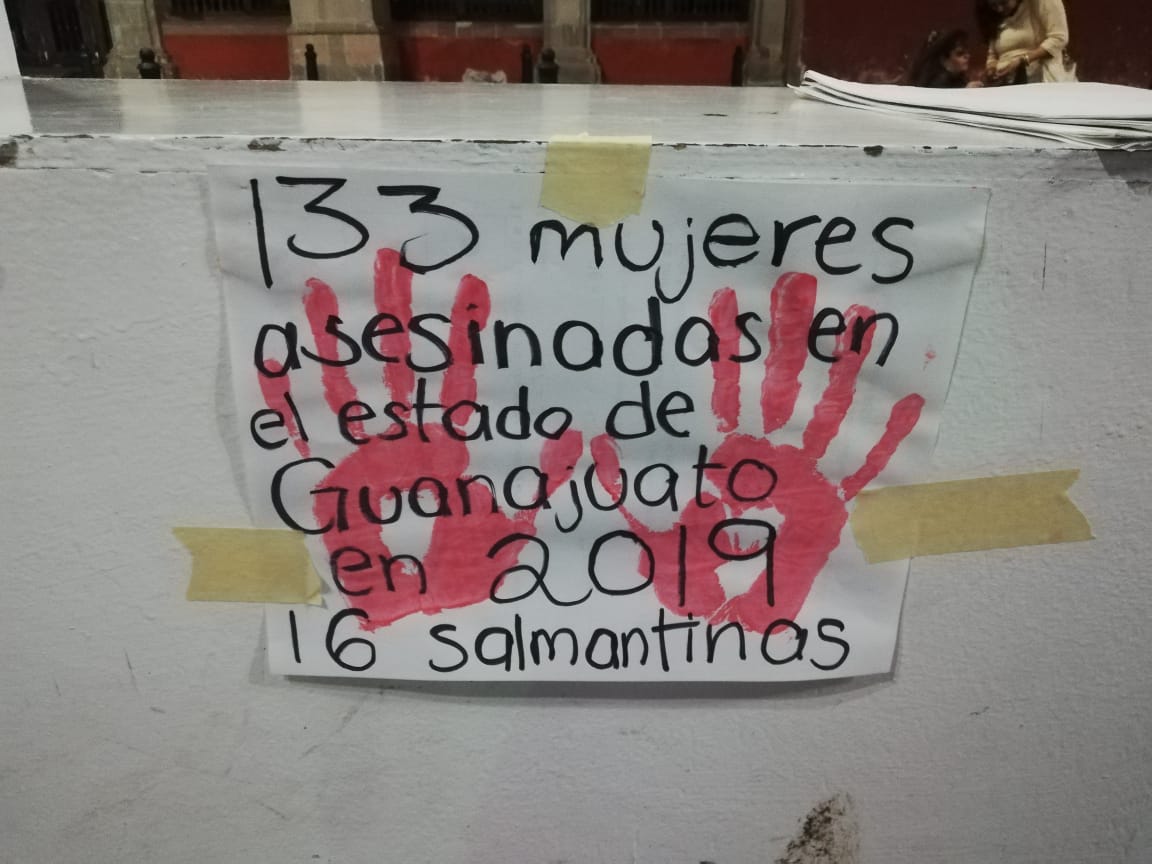 133 mujeres
asesinadas en
el estado de
Guanajuato
en 2019
16 salmantinas